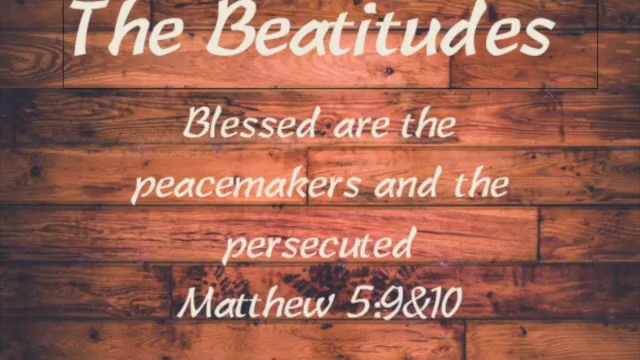 The Beatitudes
Blessed are the
peacemakers and the
persecuted
Matthew 5:9&10